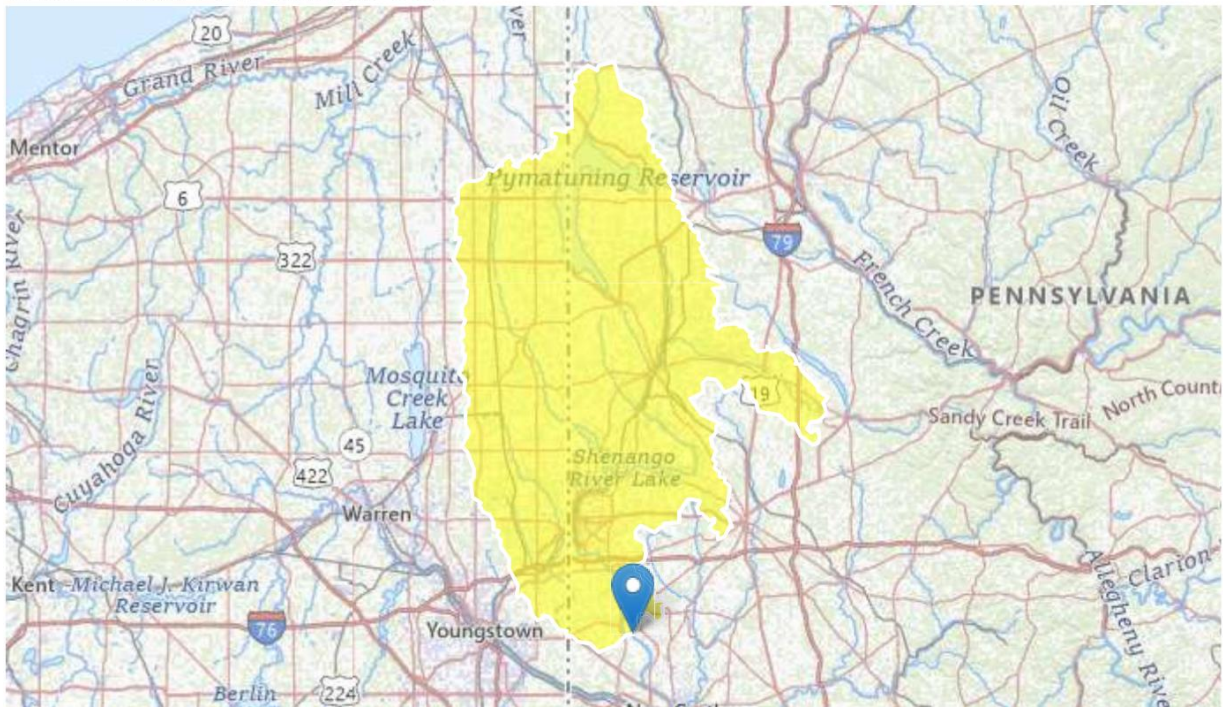 20
Grand River
Mill Creek
Mentor
6
Pymatuning Reservoir
Oil Creek
322
79
Chagrin River
French Creek
PENNSYLVANIA
Mosquito
Creek
Lake
19
Sandy Creek Trail
North Count
Cuyahoga River
45
422
Shenango
River Lake
Warren
Kent
Michael J. Kirwan
Reservoir
76
Youngstown
Allegheny River
Clarion
Berlin
224